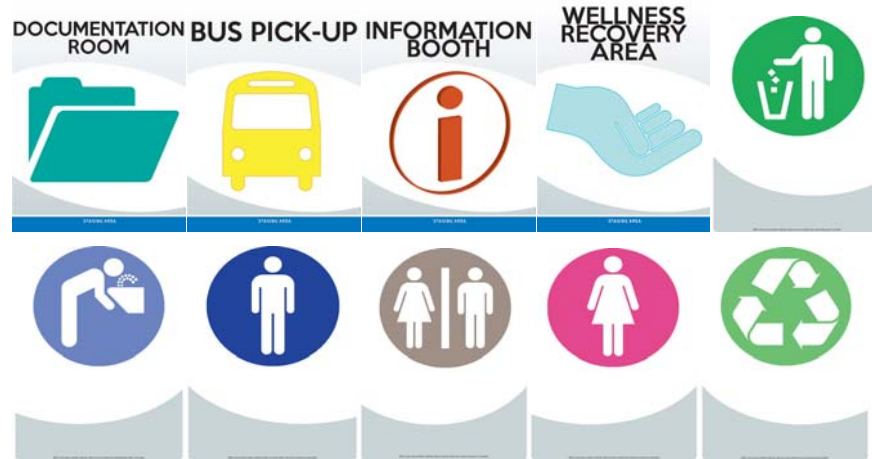 DOCUMENTATION
ROOM
BUS PICK-UP
INFORMATION
BOOTH
WELLNESS
RECOVERY
AREA
STAGING AREA
STAGING AREA
STAGING AREA
STAGING AREA